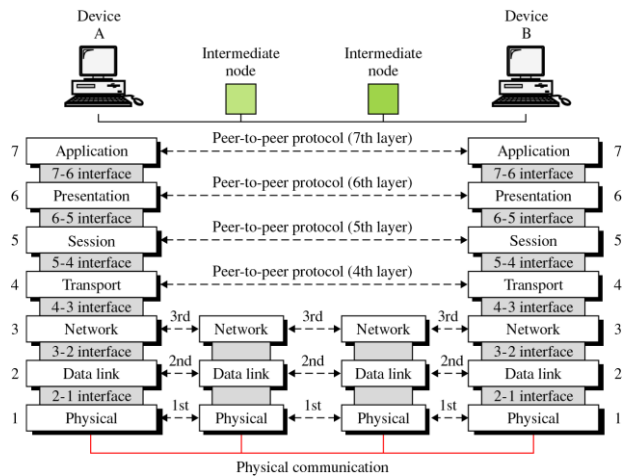 Device
A
Device
B
Intermediate
node
Intermediate
node
7 Application Peer-to-peer protocol (7th layer) Application 7
7-6 interface 7-6 interface
6 Presentation Peer-to-peer protocol (6th layer) Presentation 6
6-5 interface 6-5 interface
5 Session Peer-to-peer protocol (5th layer) Session 5
5-4 interface 5-4 interface
4 Transport Peer-to-peer protocol (4th layer) Transport 4
4-3 interface 4-3 interface
3 Network 3rd Network 3rd Network 3rd Network 3
3-2 interface 3-2 interface
2 Data link 2nd Data link 2nd Data link 2nd Data link 2
2-1 interface 2-1 interface
1 Physical 1st Physical 1st Physical 1st Physical 1
Physical communication